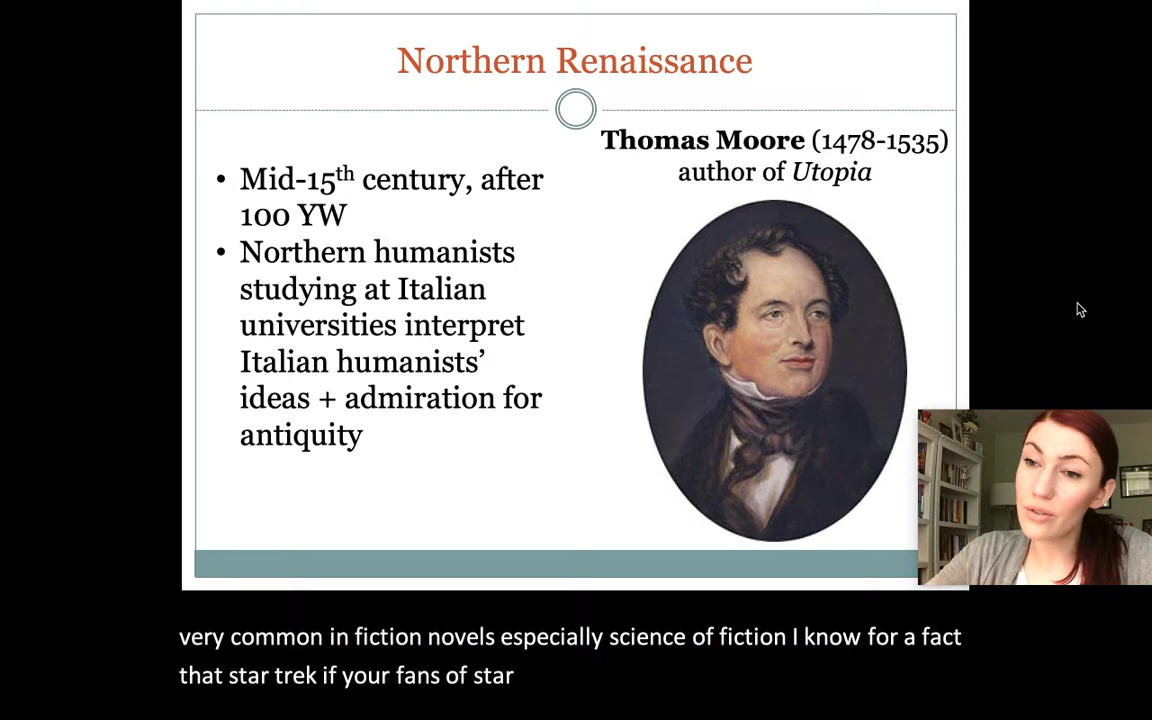 Northern Renaissance
Thomas Moore (1478-1535)
author of Utopia
• Mid-15th century, after
100 YW
• Northern humanists
studying at Italian
universities interpret
Italian humanists’
ideas + admiration for
antiquity
very common in fiction novels especially science of fiction I know for a fact
that star trek if your fans of star